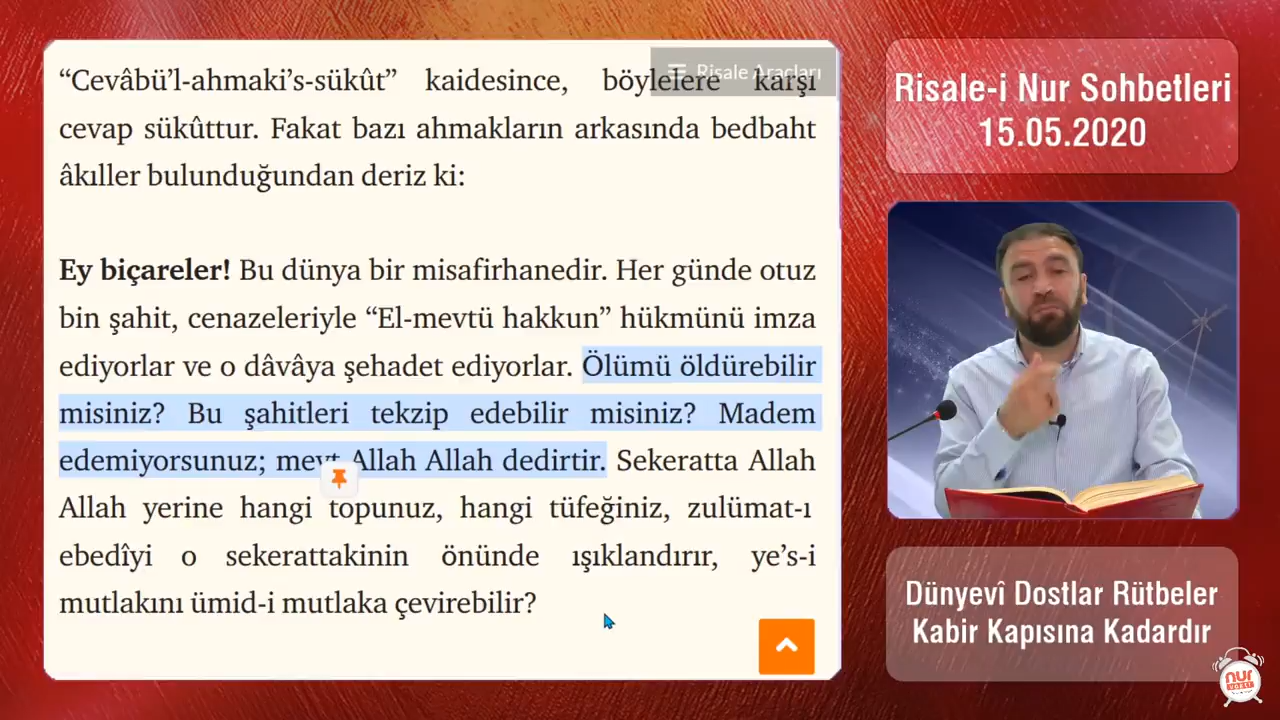 Risale Araçları
“Cevâbü’l-ahmaki’s-sükût” kaidesince, böylelere karşı
cevap sükûttur. Fakat bazı ahmakların arkasında bedbaht
âkıller bulunduğundan deriz ki:
Ey biçareler! Bu dünya bir misafirhanedir. Her günde otuz
bin şahit, cenazeleriyle “El-mevtü hakkun” hükmünü imza
ediyorlar ve o dâvâya şehadet ediyorlar. Ölümü öldürebilir
misiniz? Bu şahitleri tekzip edebilir misiniz? Madem
edemiyorsunuz; mevt Allah Allah dedirtir. Sekeratta Allah
Allah yerine hangi topunuz, hangi tüfeğiniz, zulümat-ı
ebedîyi o sekerattakinin önünde ışıklandırır, ye’s-i
mutlakını ümid-i mutlaka çevirebilir?
Risale-i Nur Sohbetleri
15.05.2020
Dünyevî Dostlar Rütbeler
Kabir Kapısına Kadardır
nur